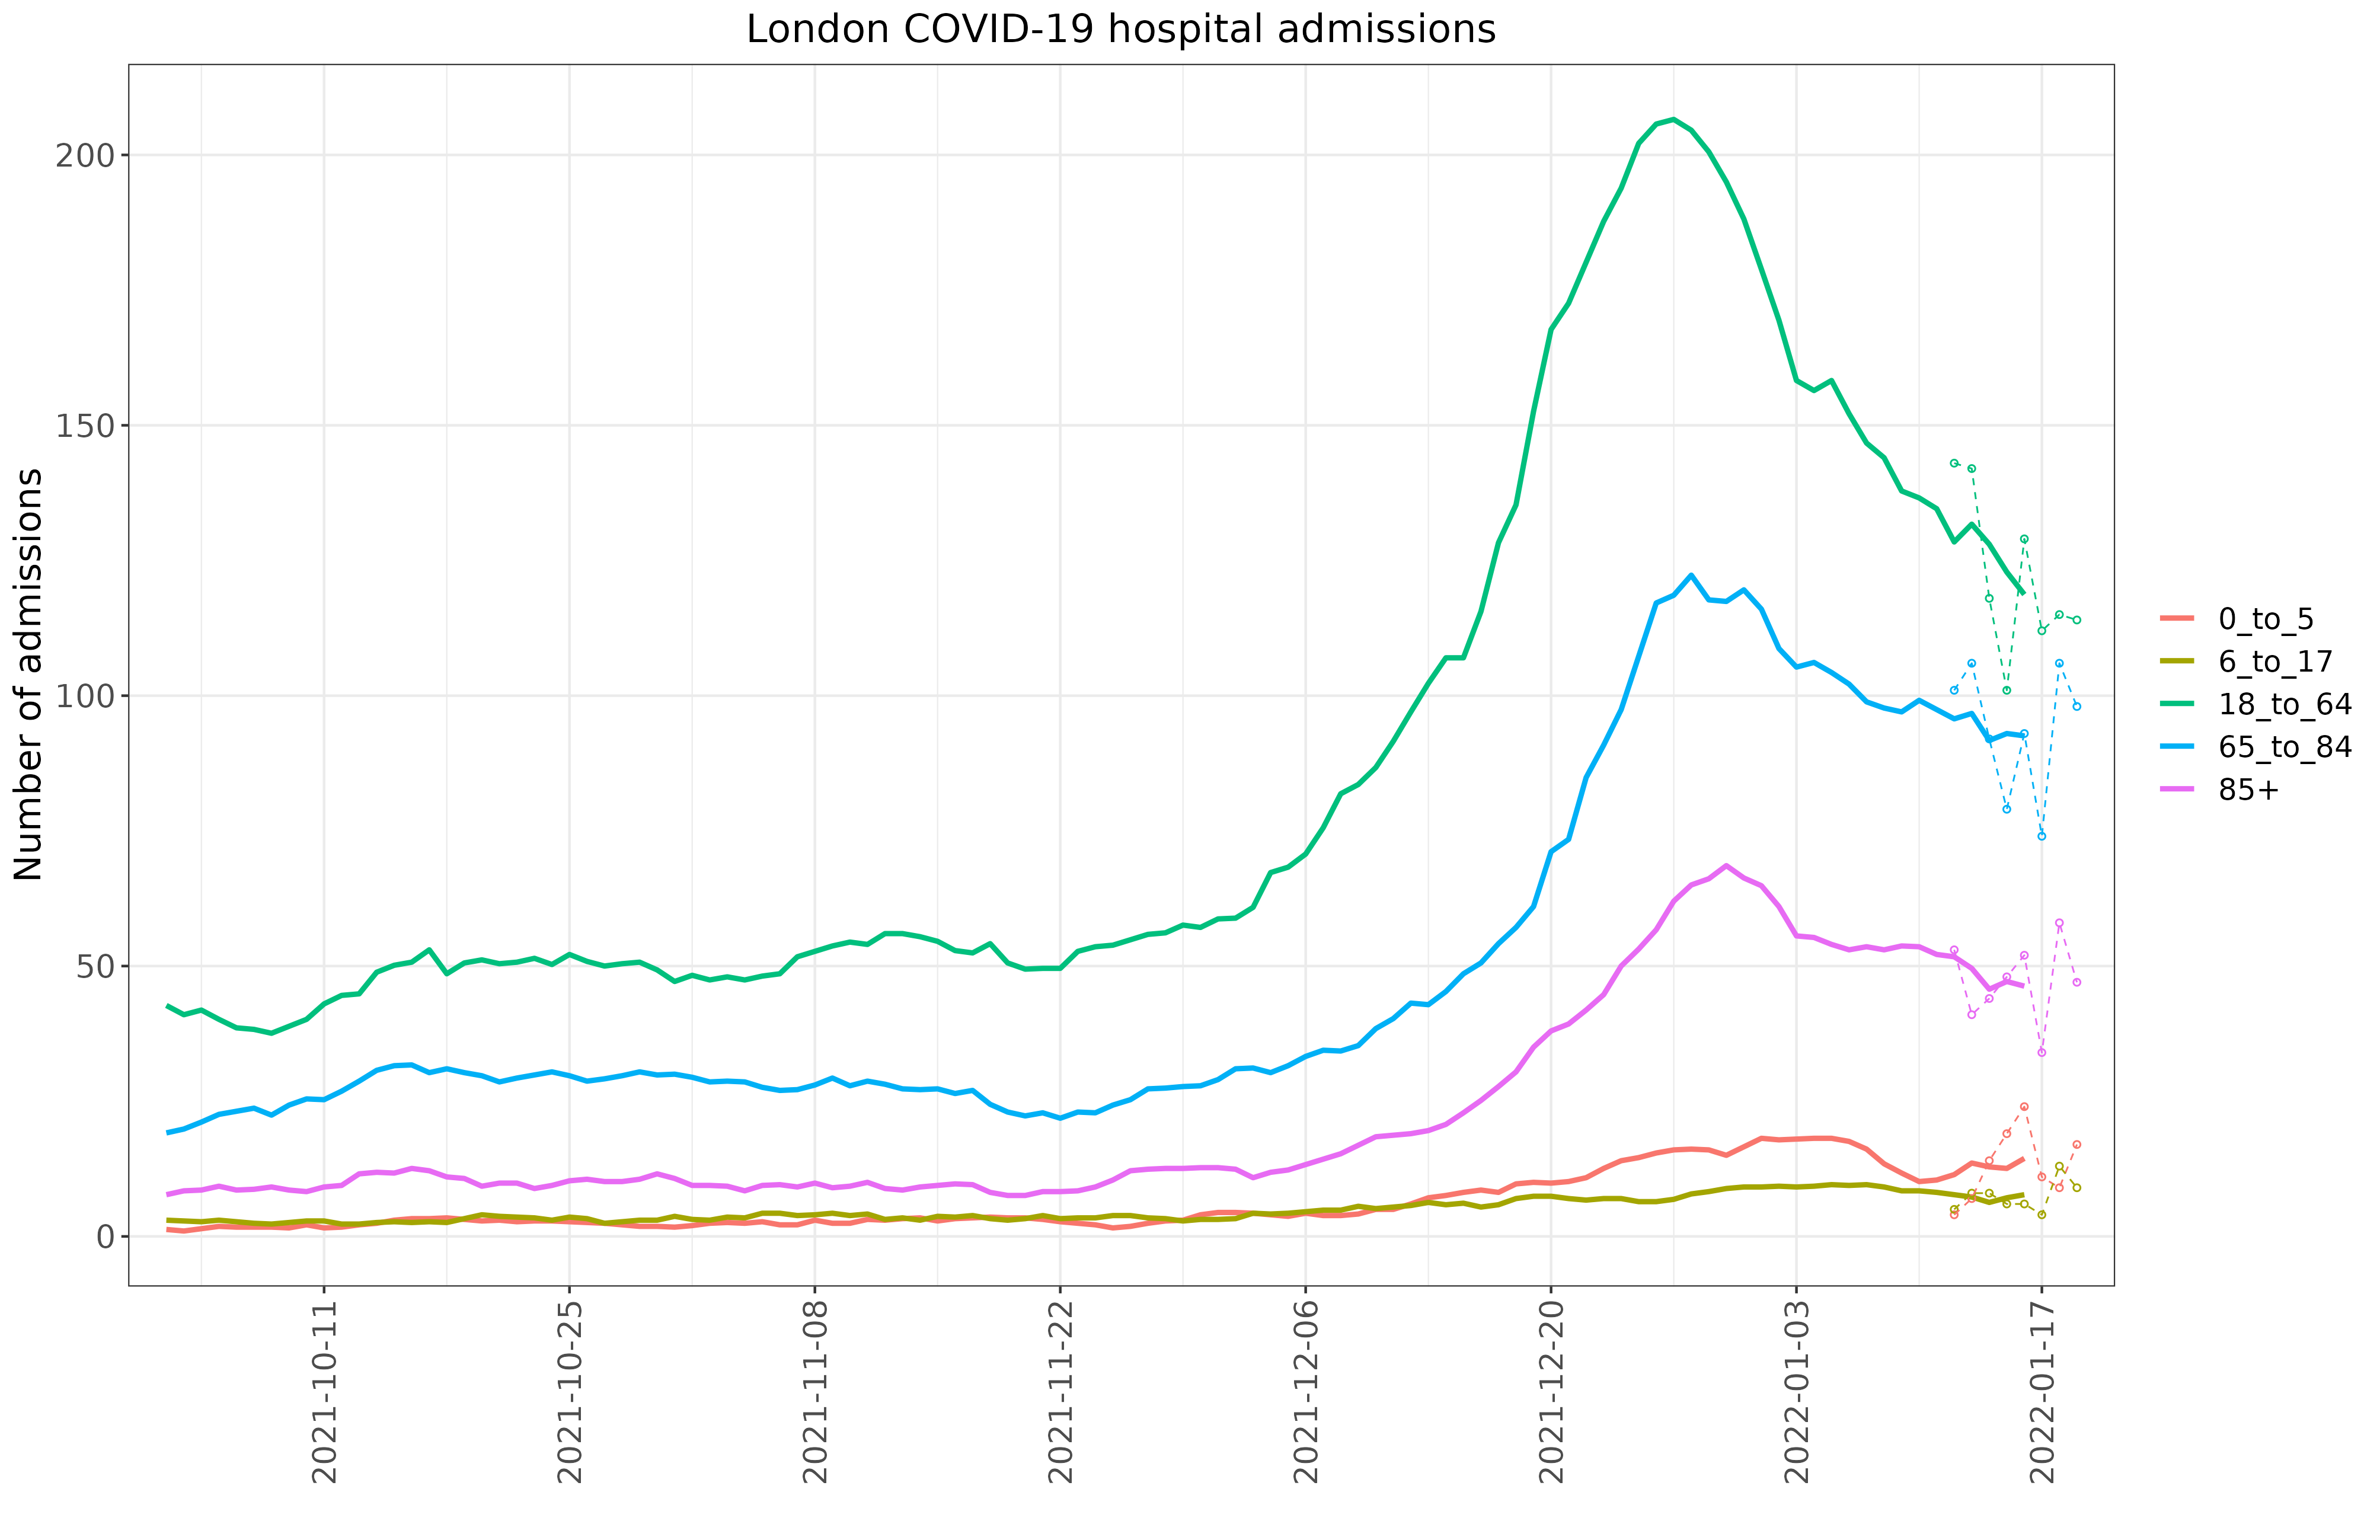 London COVID-19 hospital admissions
Number of admissions
200
150
100
50
0
2021-10-11
2021-10-25
2021-11-08
2021-11-22
2021-12-06
2021-12-20
2022-01-03
2022-01-17
0_to_5
6_to_17
18_to_64
65_to_84
85+